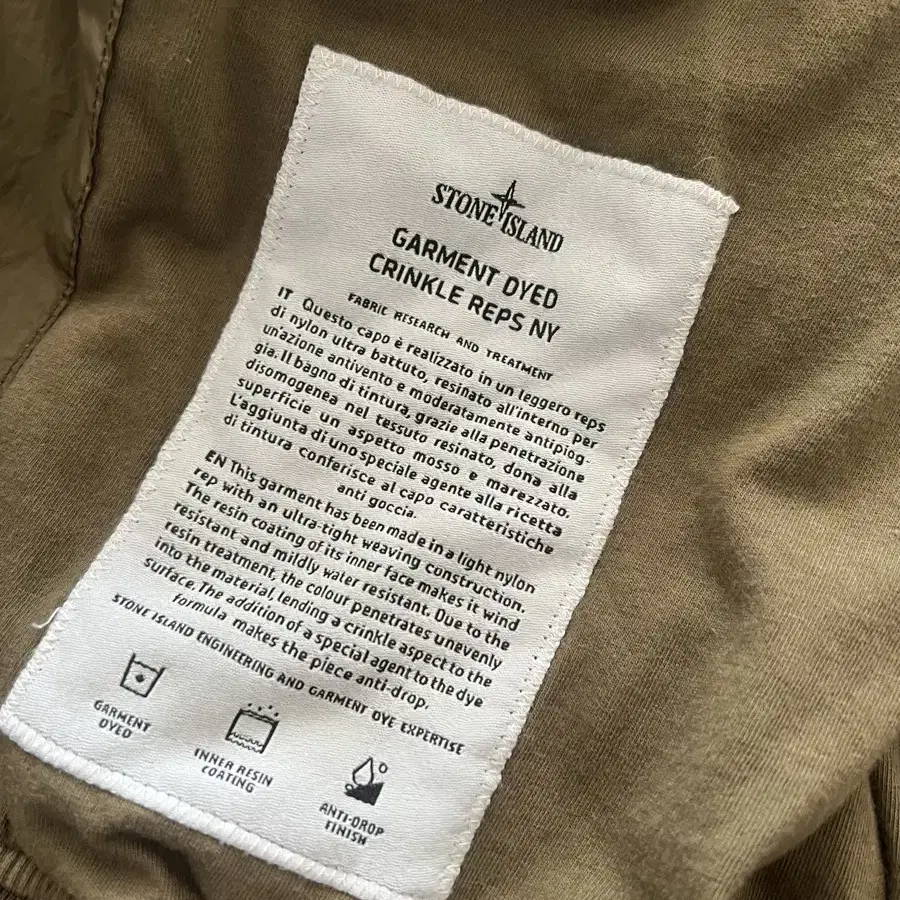 STONE ISLAND
GARMENT DYED
CRINKLE REPS NY
FABRIC RESEARCH AND TREATMENT
IT Questo capo è realizzato in un leggero reps
di nylon ultra battuto, resinato all'interno per
un'azione antivento e moderatamente antipiog-
gia. Il bagno di tintura, grazie alla penetrazione
disomogenea nel tessuto resinato, dona alla
superficie un aspetto mosso e marezzato.
L'aggiunta di uno speciale agente alla ricetta
di tintura conferisce al capo caratteristiche
anti goccia.
EN This garment has been made in a light nylon
rep with an ultra-tight weaving construction.
The resin coating of its inner face makes it wind
resistant and mildly water resistant. Due to the
resin treatment, the colour penetrates unevenly
into the material, lending a crinkle aspect to the
surface. The addition of a special agent to the dye
formula makes the piece anti-drop.
STONE ISLAND ENGINEERING AND GARMENT DYE EXPERTISE
GARMENT
DYED
INNER RESIN
COATING
ANTI-DROP
FINISH